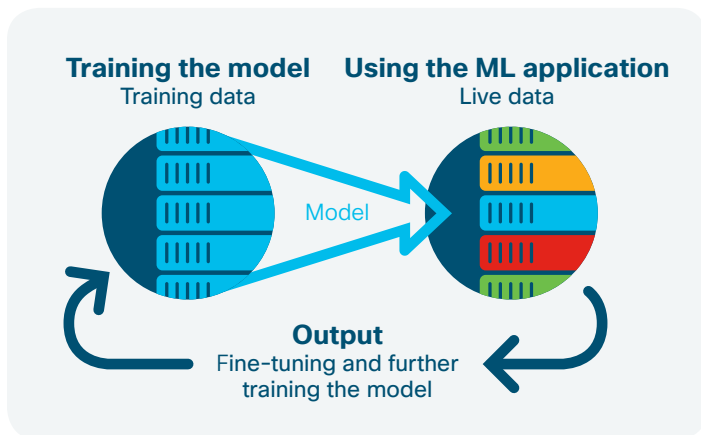 Training the model
Training data
Using the ML application
Live data
Model
Output
Fine-tuning and further
training the model